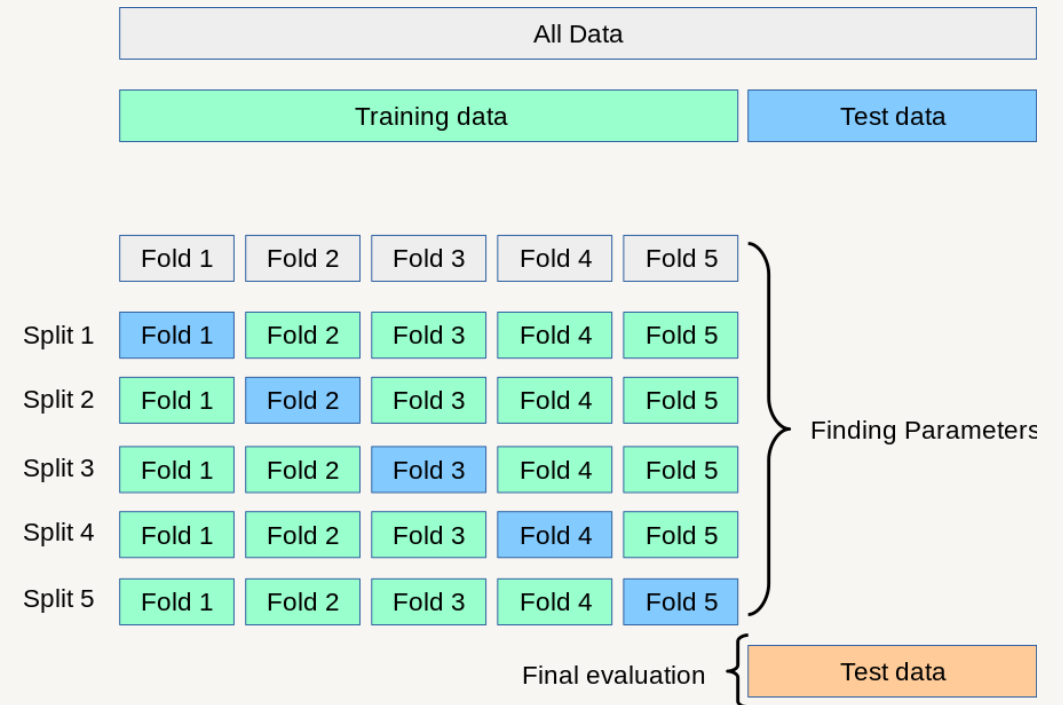 All Data
Training data Test data
Fold 1 Fold 2 Fold 3 Fold 4 Fold 5
Split 1 Fold 1 Fold 2 Fold 3 Fold 4 Fold 5
Split 2 Fold 1 Fold 2 Fold 3 Fold 4 Fold 5
Finding Parameters
Split 3 Fold 1 Fold 2 Fold 3 Fold 4 Fold 5
Split 4 Fold 1 Fold 2 Fold 3 Fold 4 Fold 5
Split 5 Fold 1 Fold 2 Fold 3 Fold 4 Fold 5
Final evaluation Test data